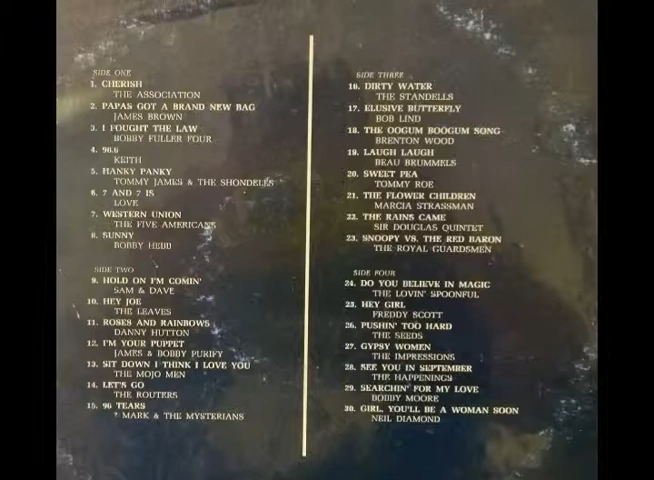 SIDE ONE
1. CHERISH
THE ASSOCIATION
2. PAPAS GOT A BRAND NEW BAG
JAMES BROWN
3. I FOUGHT THE LAW
BOBBY FULLER FOUR
4. 98.6
KEITH
5. HANKY PANKY
TOMMY JAMES & THE SHONDELLS
6. 7 AND 7 IS
LOVE
7. WESTERN UNION
THE FIVE AMERICANS
8. SUNNY
BOBBY HEBB
SIDE TWO
9. HOLD ON I'M COMIN'
SAM & DAVE
10. HEY JOE
THE LEAVES
11. ROSES AND RAINBOWS
DANNY HUTTON
12. I'M YOUR PUPPET
JAMES & BOBBY PURIFY
13. SIT DOWN I THINK I LOVE YOU
THE MOJO MEN
14. LET'S GO
THE ROUTERS
15. 96 TEARS
? MARK & THE MYSTERIANS
SIDE THREE
16. DIRTY WATER
THE STANDELLS
17. ELUSIVE BUTTERFLY
BOB LIND
18. THE OOGUM BOOGUM SONG
BRENTON WOOD
19. LAUGH LAUGH
BEAU BRUMMELS
20. SWEET PEA
TOMMY ROE
21. THE FLOWER CHILDREN
MARCIA STRASSMAN
22. THE RAINS CAME
SIR DOUGLAS QUINTET
23. SNOOPY VS. THE RED BARON
THE ROYAL GUARDSMEN
SIDE FOUR
24. DO YOU BELIEVE IN MAGIC
THE LOVIN' SPOONFUL
25. HEY GIRL
FREDDY SCOTT
26. PUSHIN' TOO HARD
THE SEEDS
27. GYPSY WOMEN
THE IMPRESSIONS
28. SEE YOU IN SEPTEMBER
THE HAPPENINGS
29. SEARCHIN' FOR MY LOVE
BOBBY MOORE
30. GIRL, YOU'LL BE A WOMAN SOON
NEIL DIAMOND